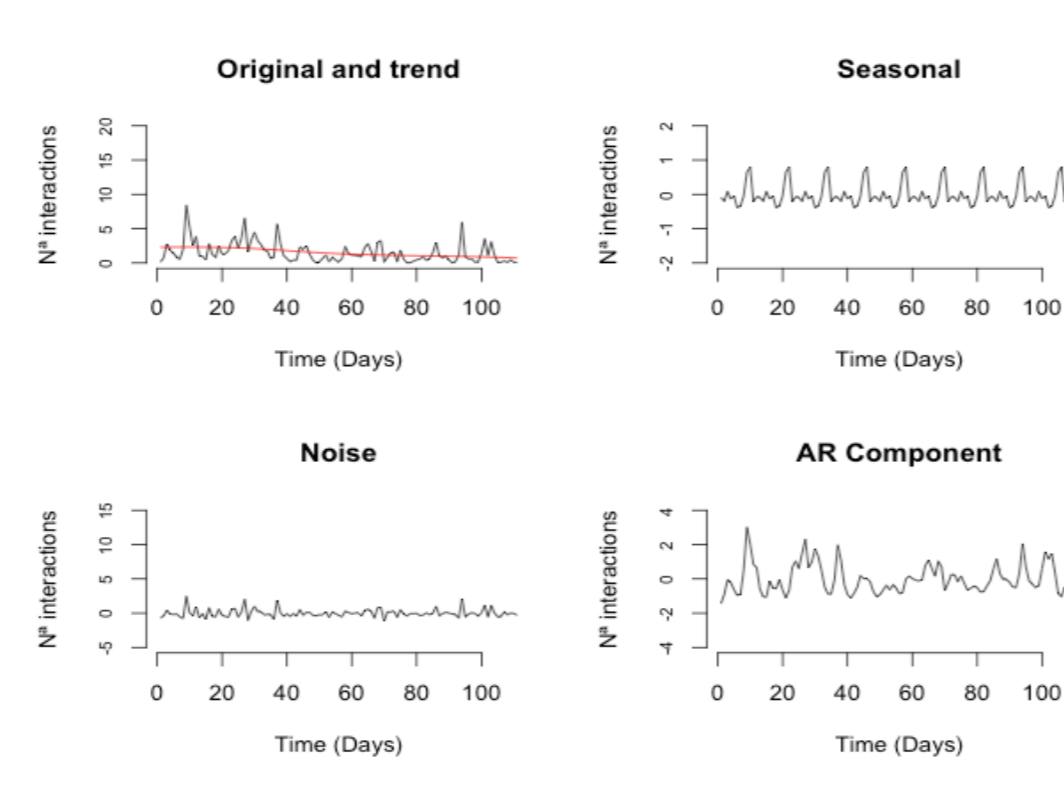 Original and trend
Nª interactions
20
15
10
5
0
0 20 40 60 80 100
Time (Days)
Seasonal
Nª interactions
2
1
0
-1
-2
0 20 40 60 80 100
Time (Days)
Noise
Nª interactions
15
10
5
0
-5
0 20 40 60 80 100
Time (Days)
AR Component
Nª interactions
4
2
0
-2
-4
0 20 40 60 80 100
Time (Days)